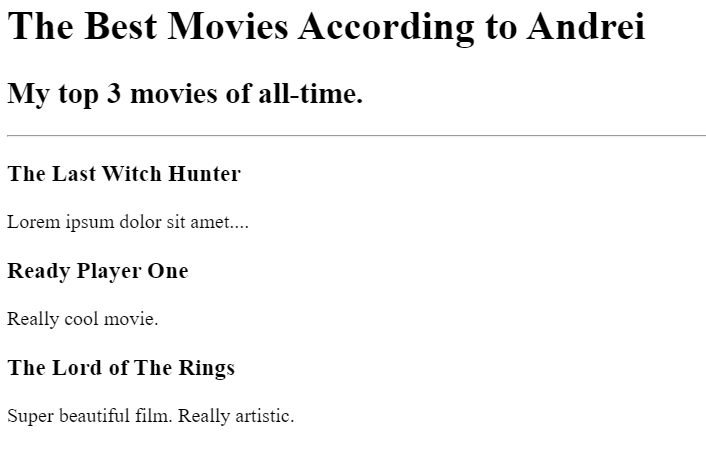 The Best Movies According to Andrei
My top 3 movies of all-time.
The Last Witch Hunter
Lorem ipsum dolor sit amet....
Ready Player One
Really cool movie.
The Lord of The Rings
Super beautiful film. Really artistic.